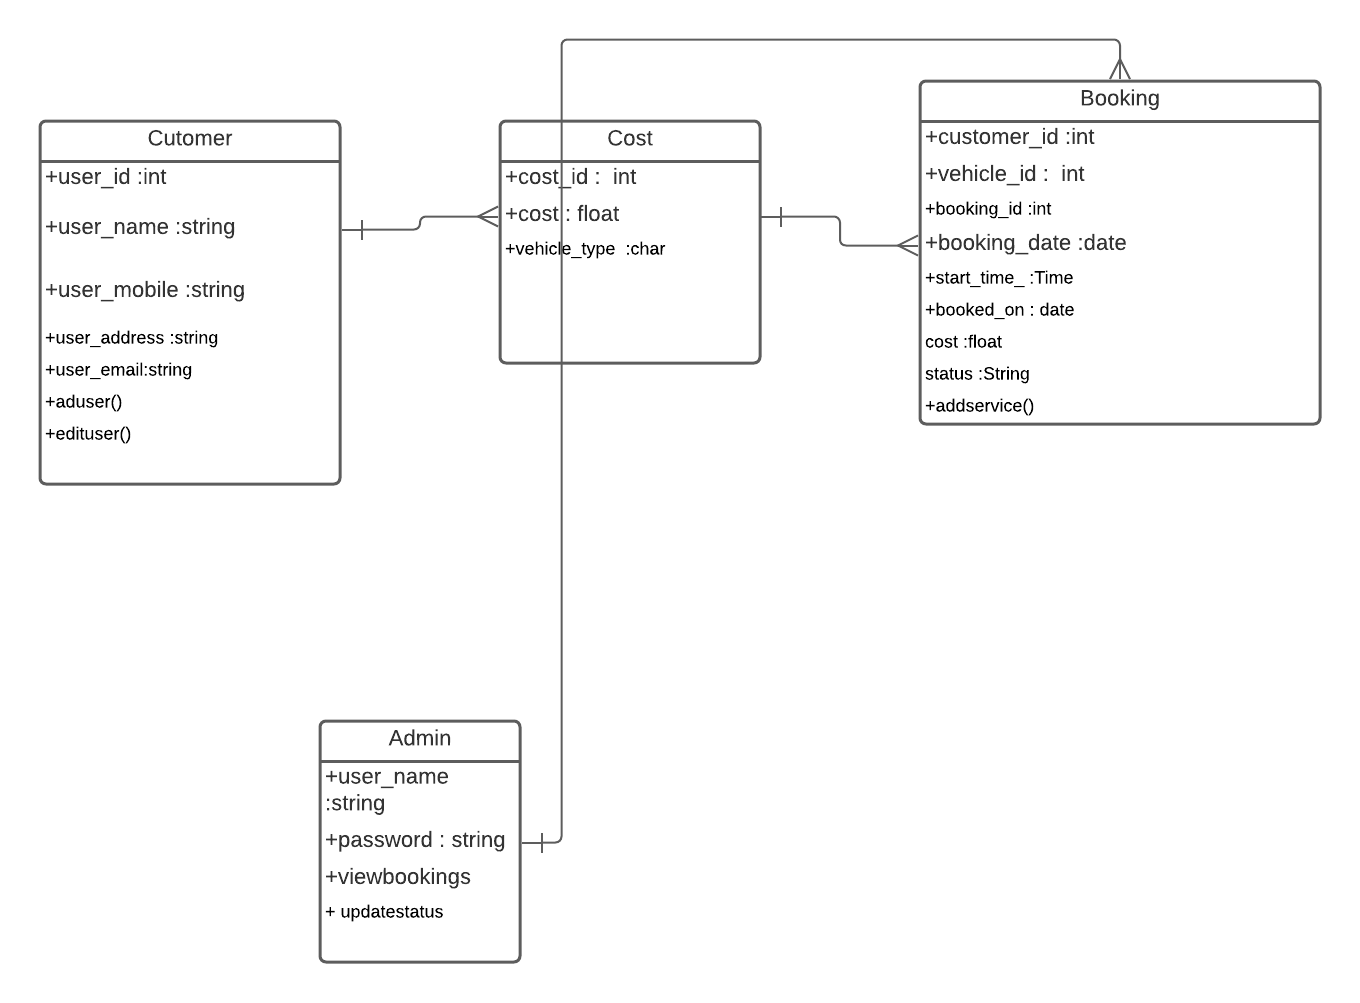 Cutomer
+user_id :int
+user_name :string
+user_mobile :string
+user_address :string
+user_email:string
+aduser()
+edituser()
Cost
+cost_id :  int
+cost : float
+vehicle_type  :char
Booking
+customer_id :int
+vehicle_id :  int
+booking_id :int
+booking_date :date
+start_time_ :Time
+booked_on : date
cost :float
status :String
+addservice()
Admin
+user_name
:string
+password : string
+viewbookings
+ updatestatus